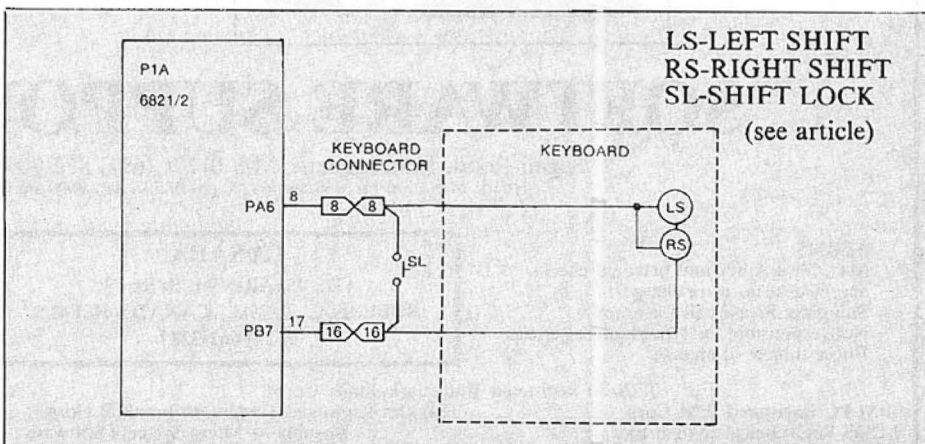 LS-LEFT SHIFT
RS-RIGHT SHIFT
SL-SHIFT LOCK
(see article)
P1A
6821/2
KEYBOARD
CONNECTOR
KEYBOARD
PA6 8 8 8 LS
RS
SL
PB7 17 16 16